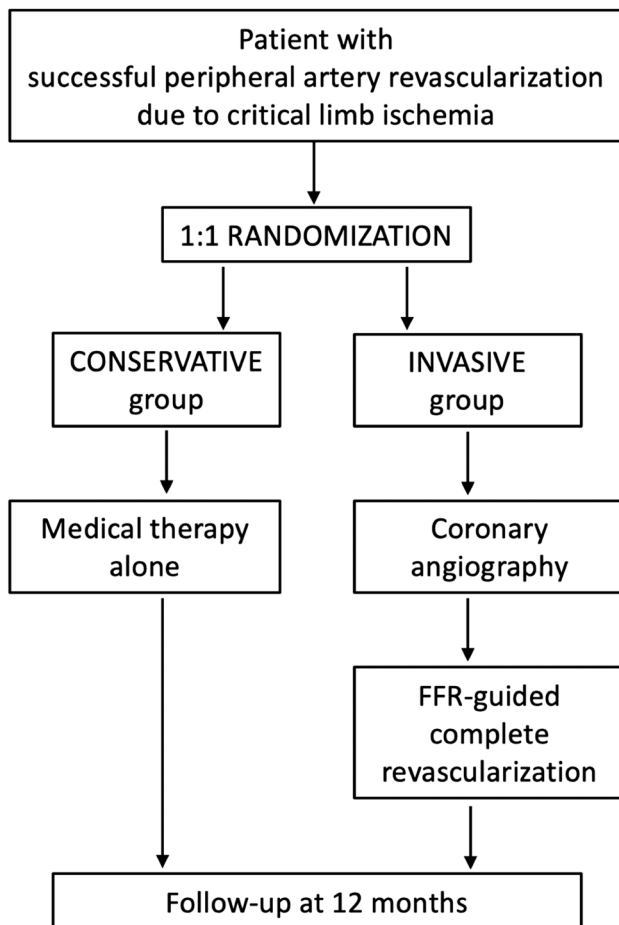 Patient with
successful peripheral artery revascularization
due to critical limb ischemia
1:1 RANDOMIZATION
CONSERVATIVE
group
INVASIVE
group
Medical therapy
alone
Coronary
angiography
FFR-guided
complete
revascularization
Follow-up at 12 months